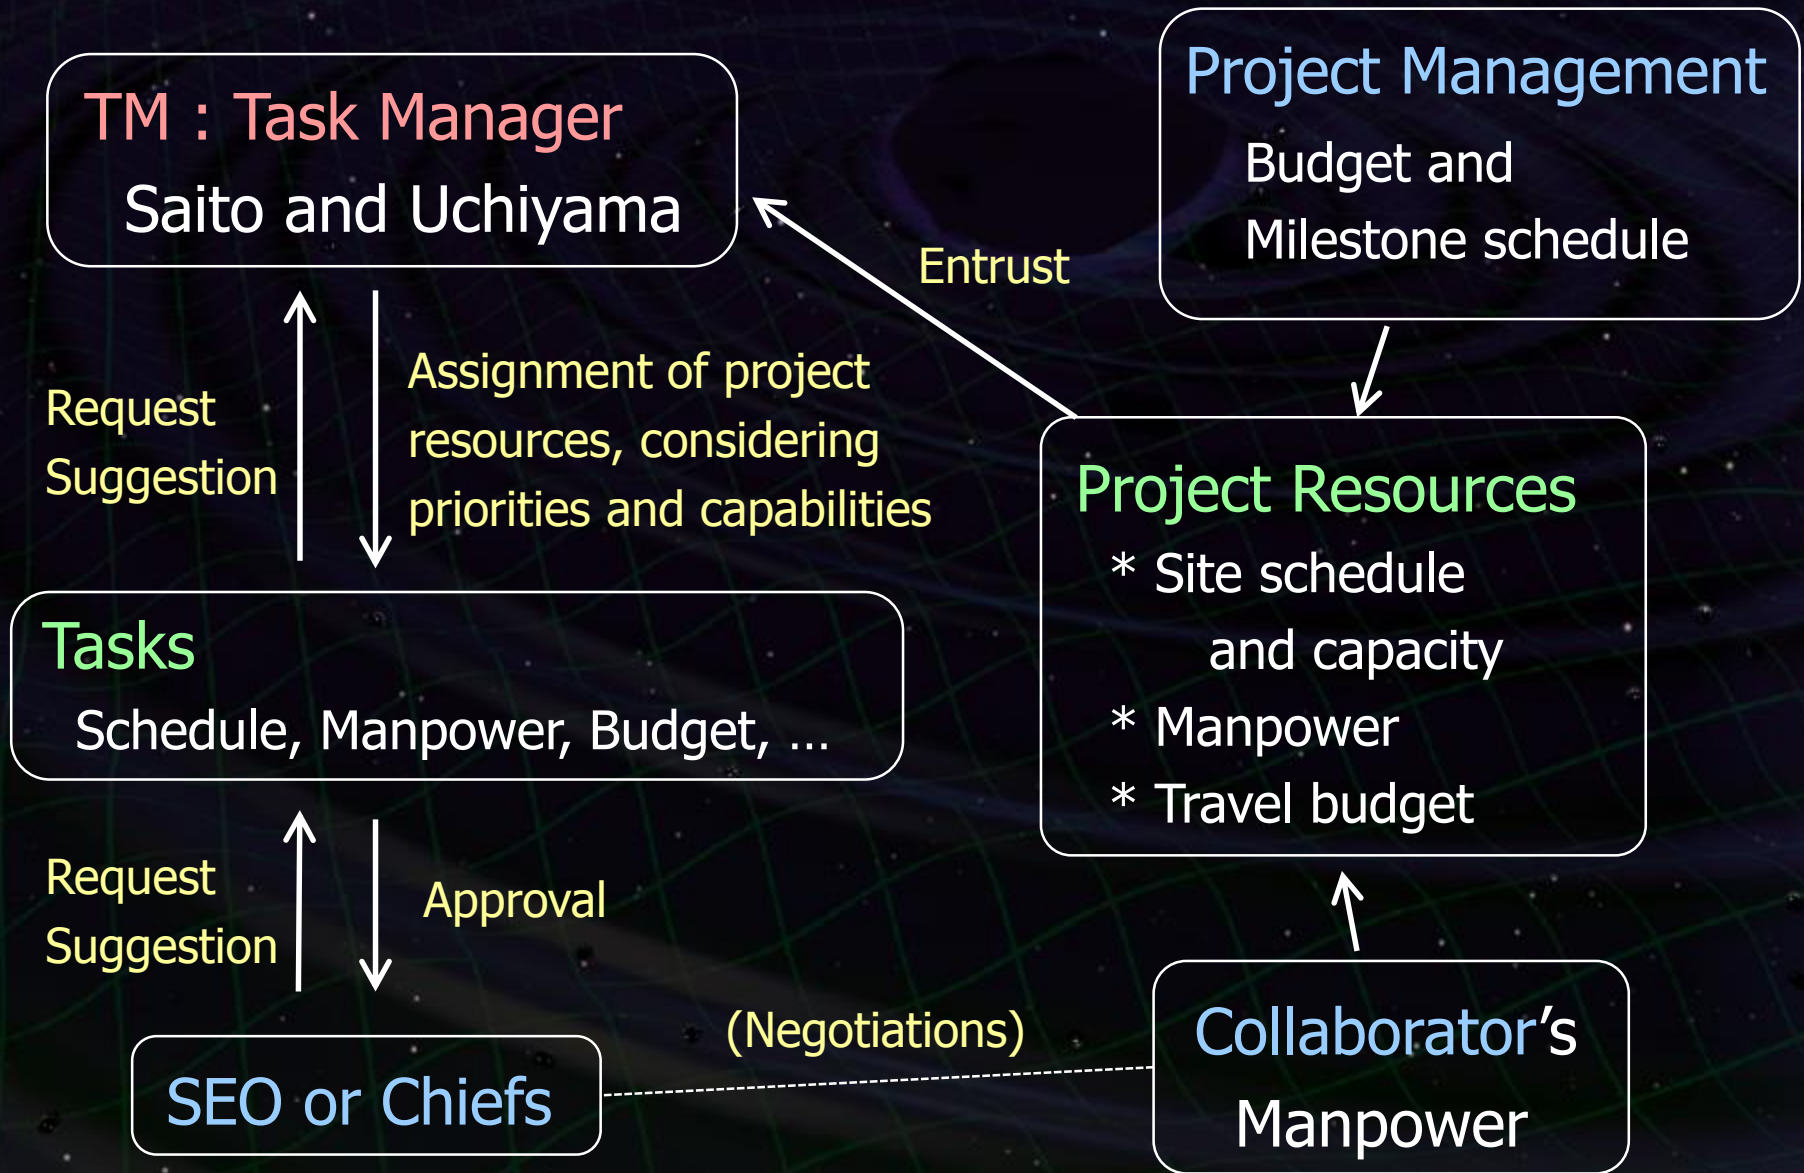 TM : Task Manager
Saito and Uchiyama
Project Management
Budget and
Milestone schedule
Entrust
Request
Suggestion
Assignment of project
resources, considering
priorities and capabilities
Project Resources
* Site schedule
and capacity
* Manpower
* Travel budget
Tasks
Schedule, Manpower, Budget, ...
Request
Suggestion
Approval
(Negotiations)
SEO or Chiefs
Collaborator’s
Manpower